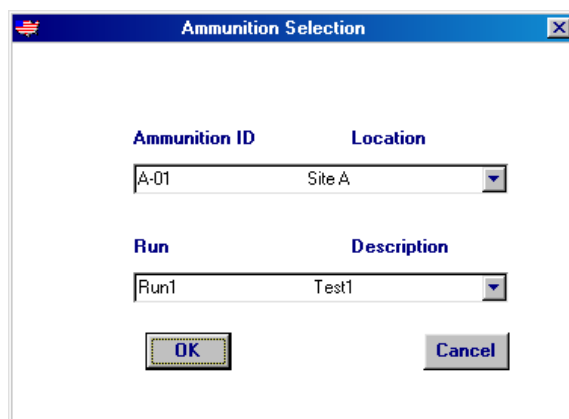 Ammunition Selection
Ammunition ID Location
A-01 Site A
Run Description
Run1 Test1
OK Cancel